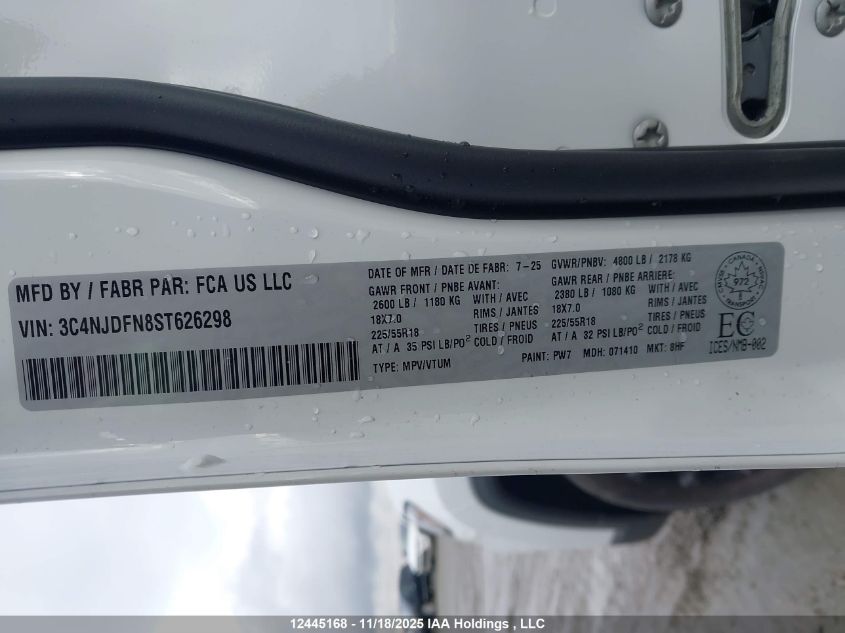 MFD BY / FABR PAR: FCA US LLC
VIN: 3C4NJDFN8ST626298
DATE OF MFR / DATE DE FABR: 7-25
GVWR/PNBV: 4800 LB / 2178 KG
GAWR FRONT / PNBE AVANT:
2600 LB / 1180 KG WITH / AVEC
18X7.0 RIMS / JANTES
225/55R18 TIRES / PNEUS
AT / A 35 PSI LB/PO² COLD / FROID
GAWR REAR / PNBE ARRIERE:
2380 LB / 1080 KG WITH / AVEC
18X7.0 RIMS / JANTES
225/55R18 TIRES / PNEUS
AT / A 32 PSI LB/PO² COLD / FROID
TYPE: MPV/VTUM
PAINT: PW7 MDH: 071410 MKT: 8HF
CANADA
CMVSS
NSVAC
972
TRANSPORT
EC
ICES/NMB-002
12445168 - 11/18/2025 IAA Holdings , LLC